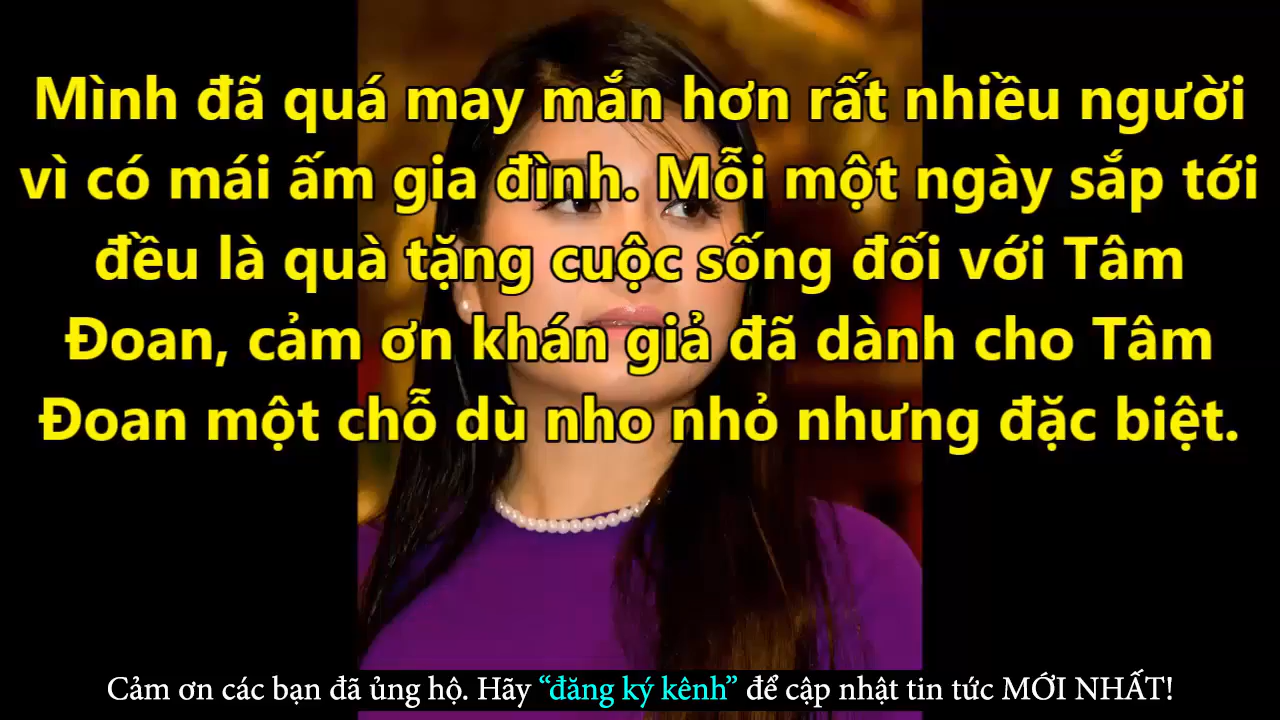 Mình đã quá may mắn hơn rất nhiều người
vì có mái ấm gia đình. Mỗi một ngày sắp tới
đều là quà tặng cuộc sống đối với Tâm
Đoan, cảm ơn khán giả đã dành cho Tâm
Đoan một chỗ dù nho nhỏ nhưng đặc biệt.
Cảm ơn các bạn đã ủng hộ. Hãy “đăng ký kênh” để cập nhật tin tức MỚI NHẤT!